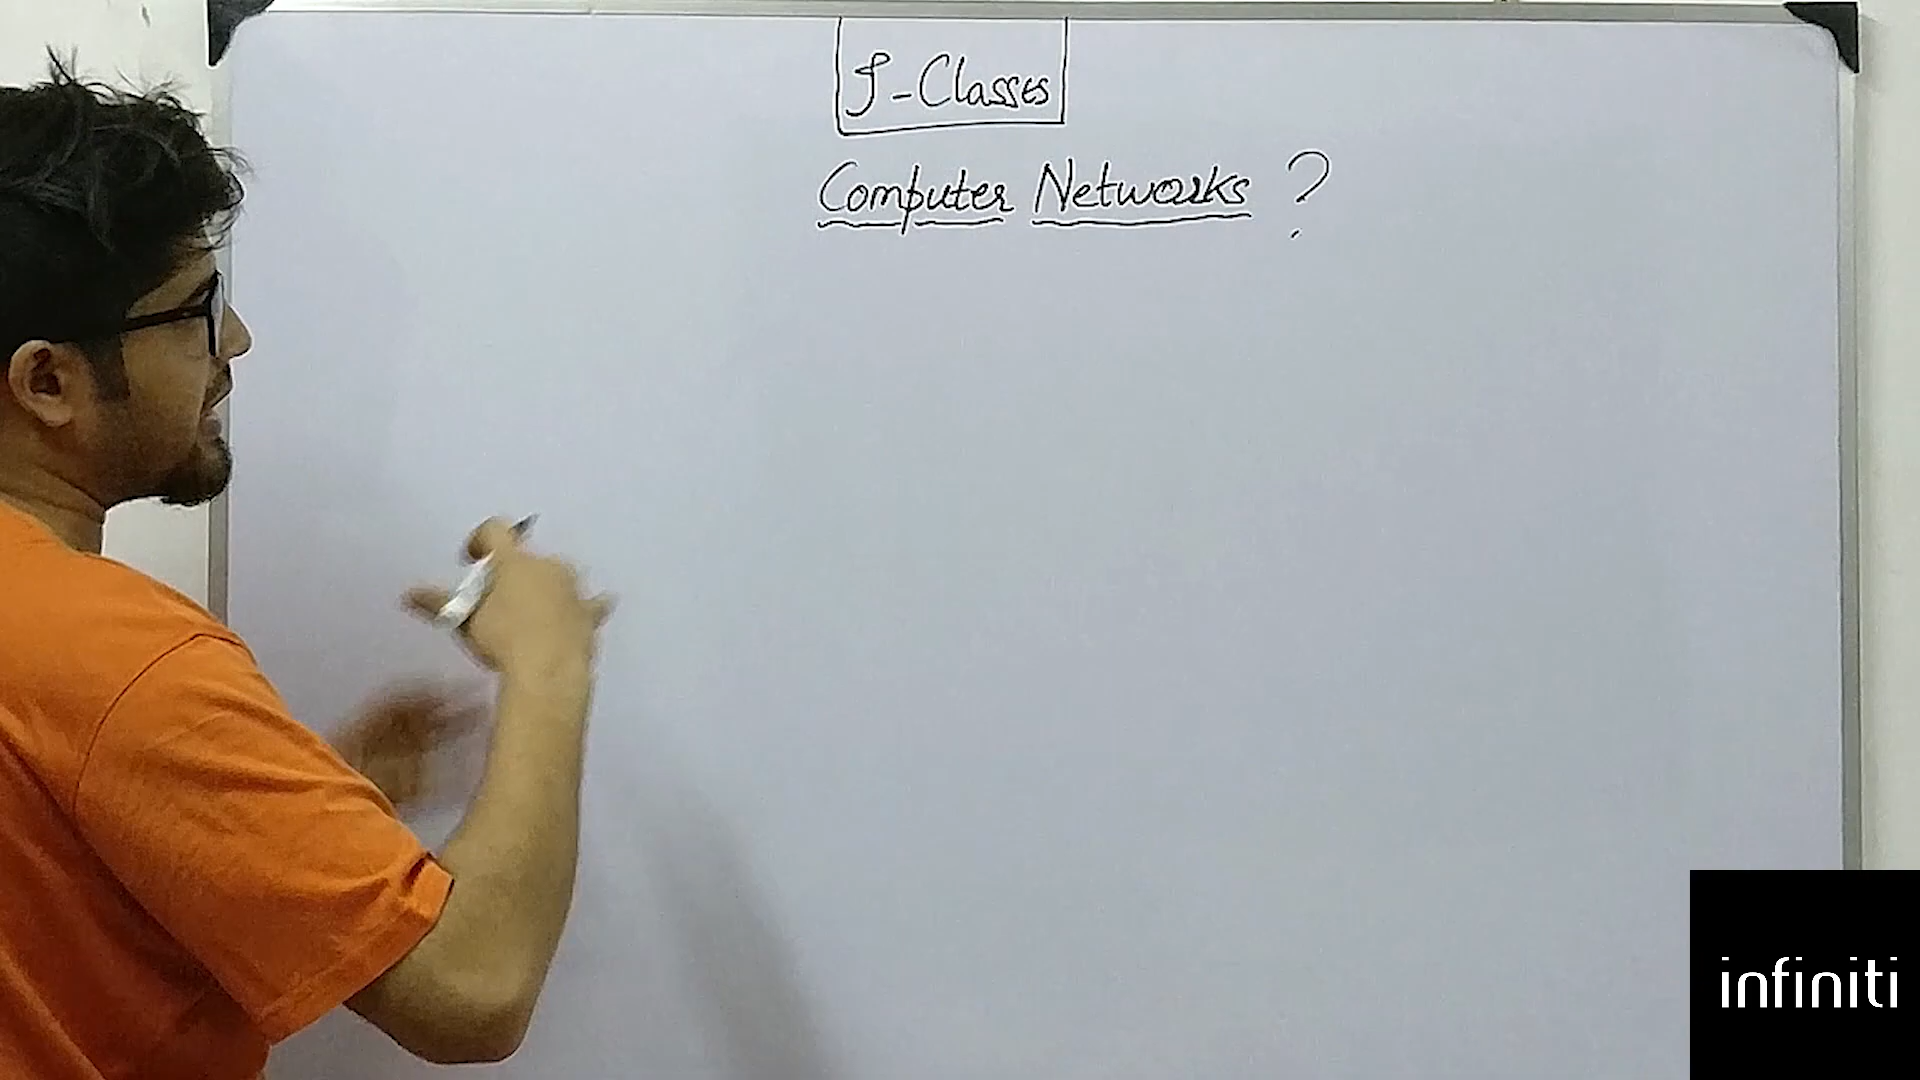 J-Classes
Computer Networks ?
infiniti